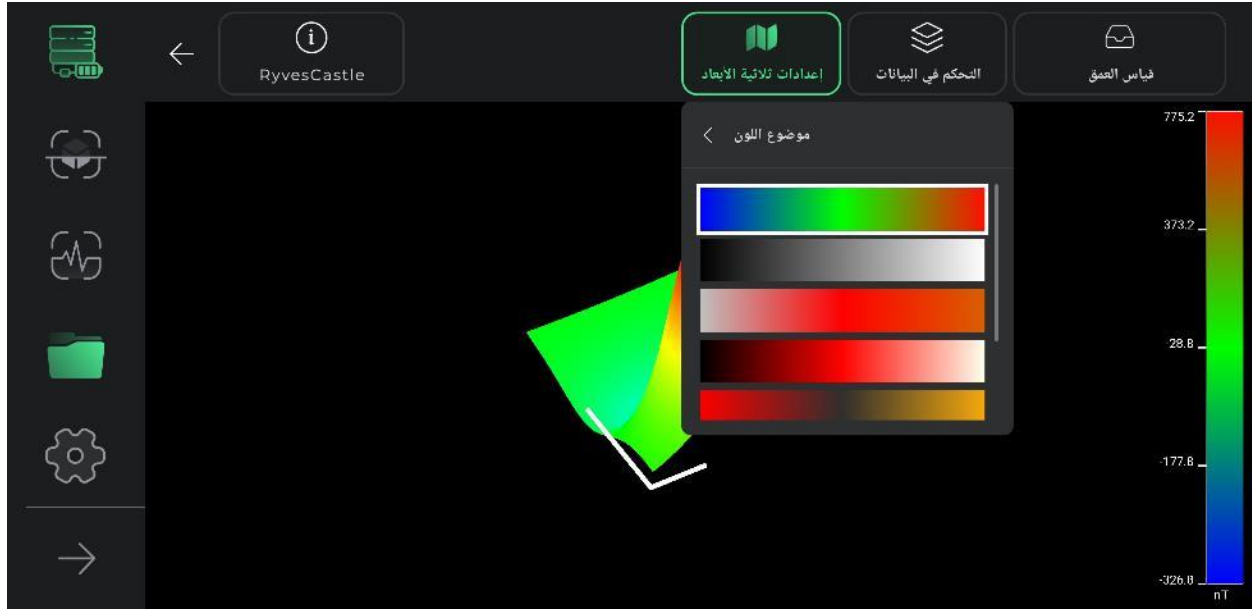 RyvesCastle
إعدادات ثلاثية الأبعاد
التحكم في البيانات
قياس العمق
موضوع اللون
775.2
373.2
-28.8
-177.8
-326.8
nT